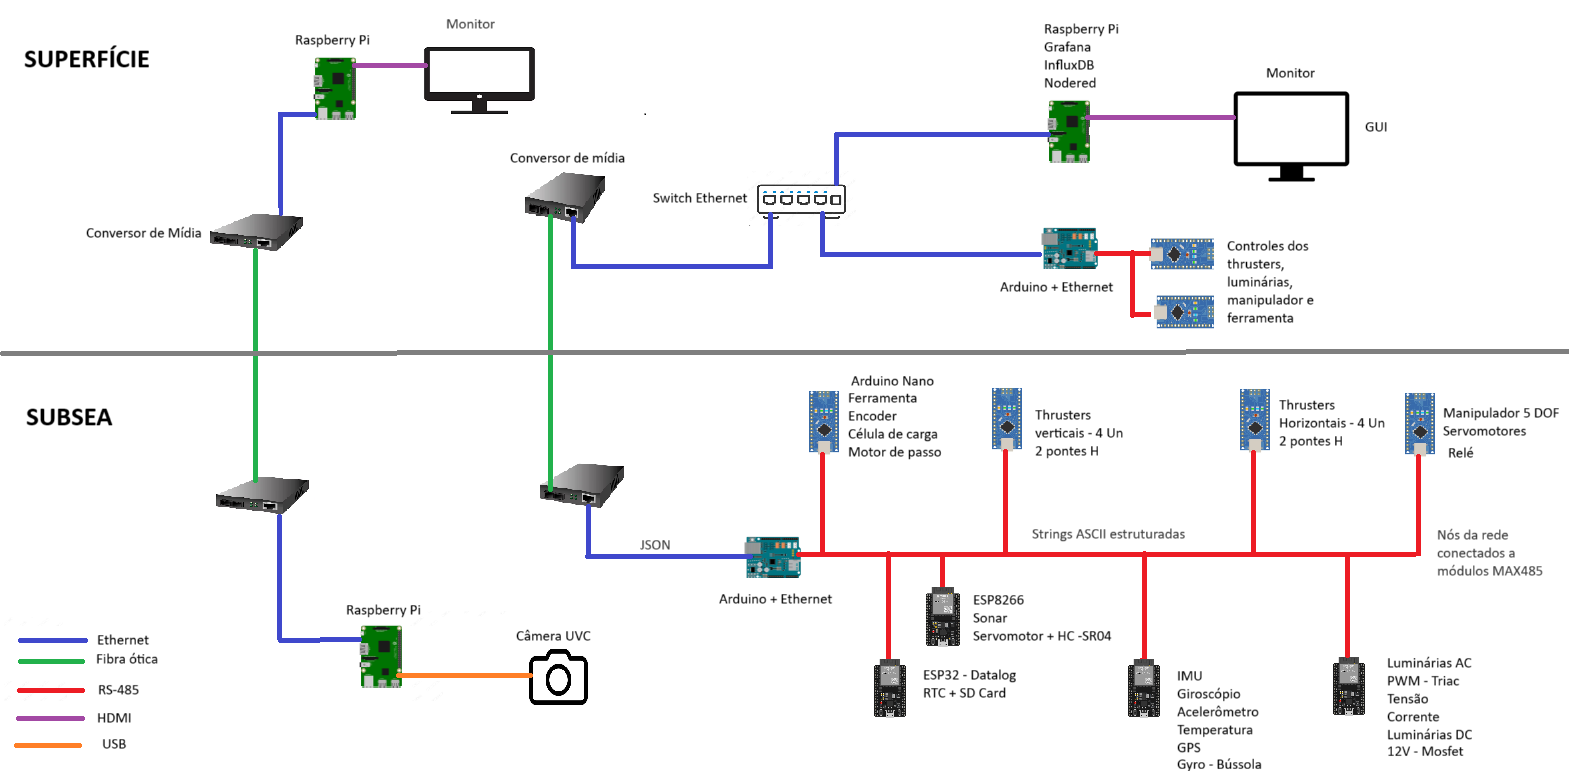 SUPERFÍCIE
Raspberry Pi
Monitor
Conversor de Mídia
Conversor de mídia
Switch Ethernet
Raspberry Pi
Grafana
InfluxDB
Nodered
Monitor
GUI
Arduino + Ethernet
Controles dos
thrusters,
luminárias,
manipulador e
ferramenta
SUBSEA
Arduino Nano
Ferramenta
Encoder
Célula de carga
Motor de passo
Thrusters
verticais - 4 Un
2 pontes H
Thrusters
Horizontais - 4 Un
2 pontes H
Manipulador 5 DOF
Servomotores
Relé
JSON
Strings ASCII estruturadas
Nós da rede
conectados a
módulos MAX485
Arduino + Ethernet
Raspberry Pi
Câmera UVC
ESP8266
Sonar
Servomotor + HC -SR04
ESP32 - Datalog
RTC + SD Card
IMU
Giroscópio
Acelerômetro
Temperatura
GPS
Gyro - Bússola
Luminárias AC
PWM - Triac
Tensão
Corrente
Luminárias DC
12V - Mosfet
Ethernet
Fibra ótica
RS-485
HDMI
USB